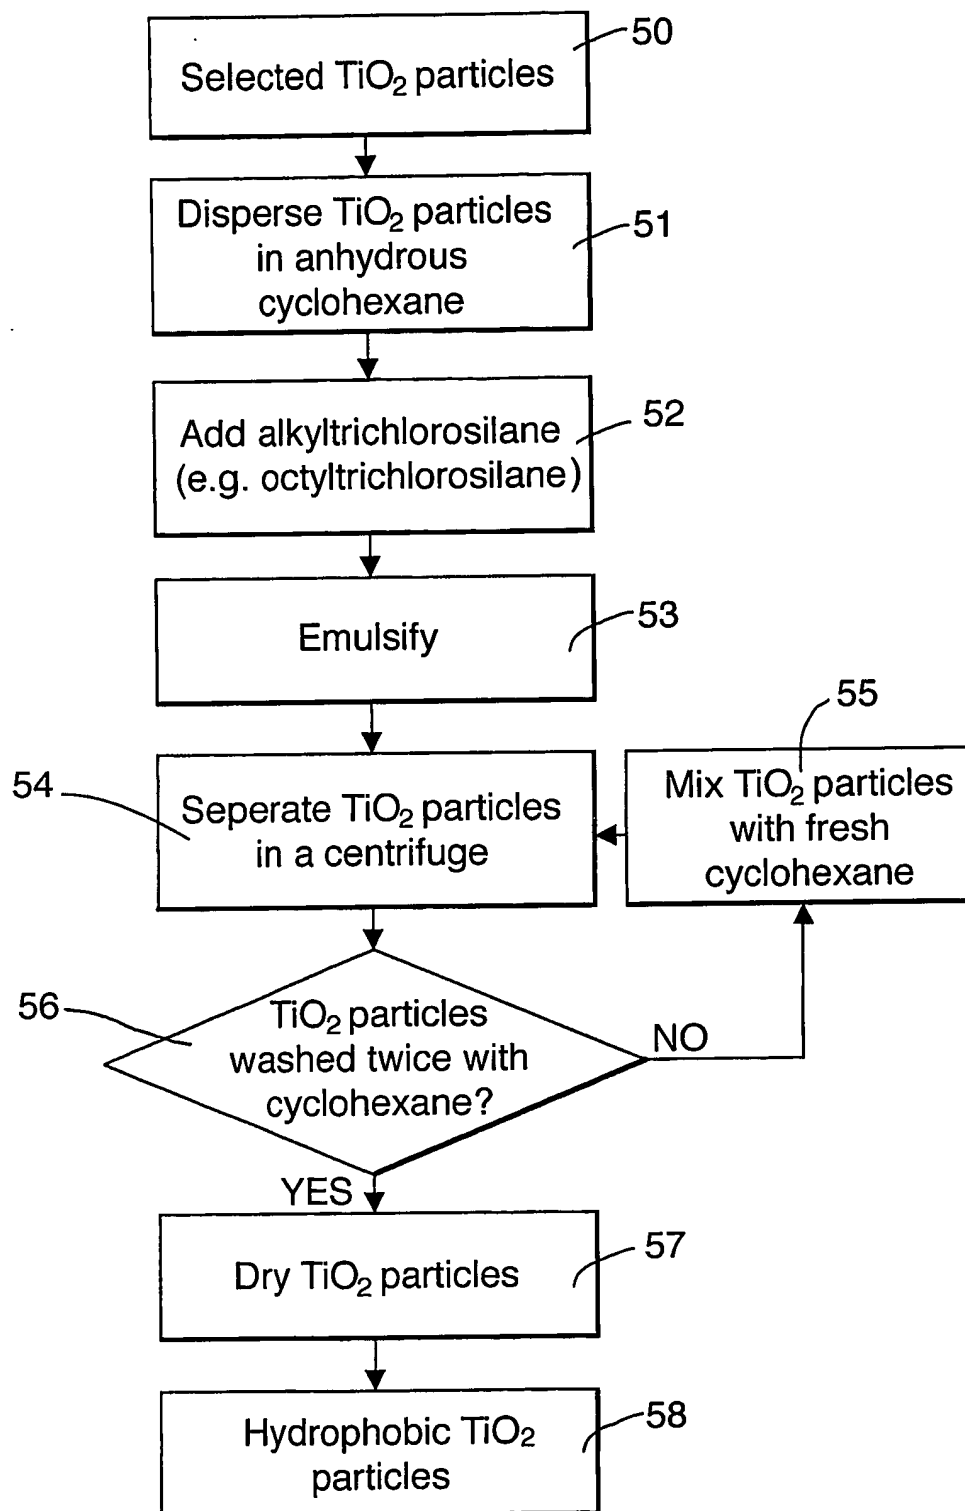 50
Selected TiO₂ particles
Disperse TiO₂ particles
in anhydrous
cyclohexane
51
Add alkyltrichlorosilane
(e.g. octyltrichlorosilane)
52
Emulsify
53
54
Seperate TiO₂ particles
in a centrifuge
55
Mix TiO₂ particles
with fresh
cyclohexane
56
TiO₂ particles
washed twice with
cyclohexane?
NO
YES
Dry TiO₂ particles
57
Hydrophobic TiO₂
particles
58